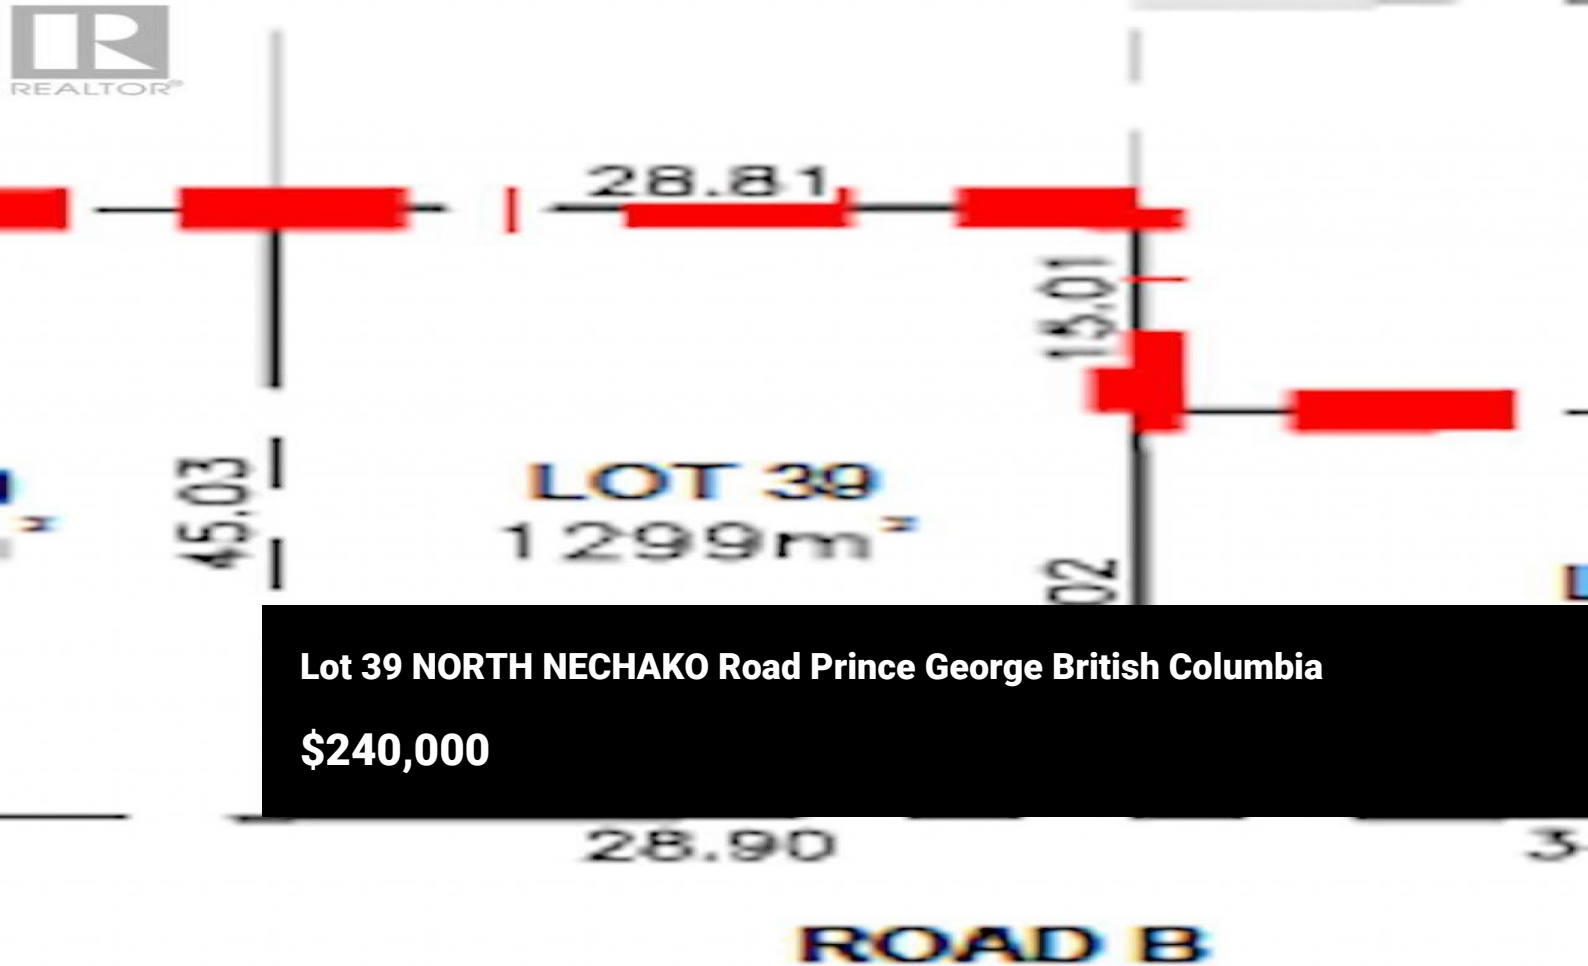 REALTOR®
28.81
15.01
45.03
LOT 39
1299m²
02
Lot 39 NORTH NECHAKO Road Prince George British Columbia
$240,000
28.90
ROAD B